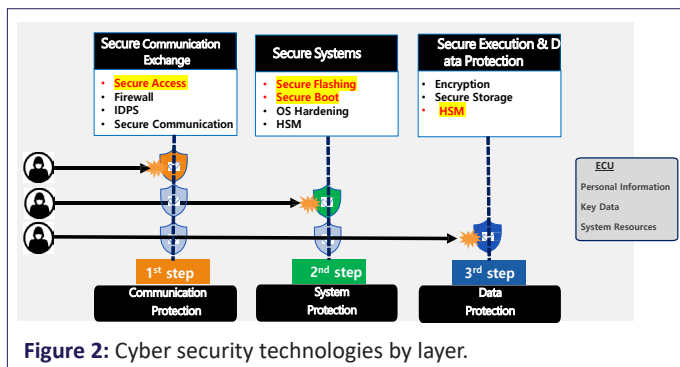 Secure Communication
Exchange
• Secure Access
• Firewall
• IDPS
• Secure Communication
Secure Systems
• Secure Flashing
• Secure Boot
• OS Hardening
• HSM
Secure Execution & D
ata Protection
• Encryption
• Secure Storage
• HSM
ECU
Personal Information
Key Data
System Resources
1st step
2nd step
3rd step
Communication
Protection
System
Protection
Data
Protection
Figure 2: Cyber security technologies by layer.